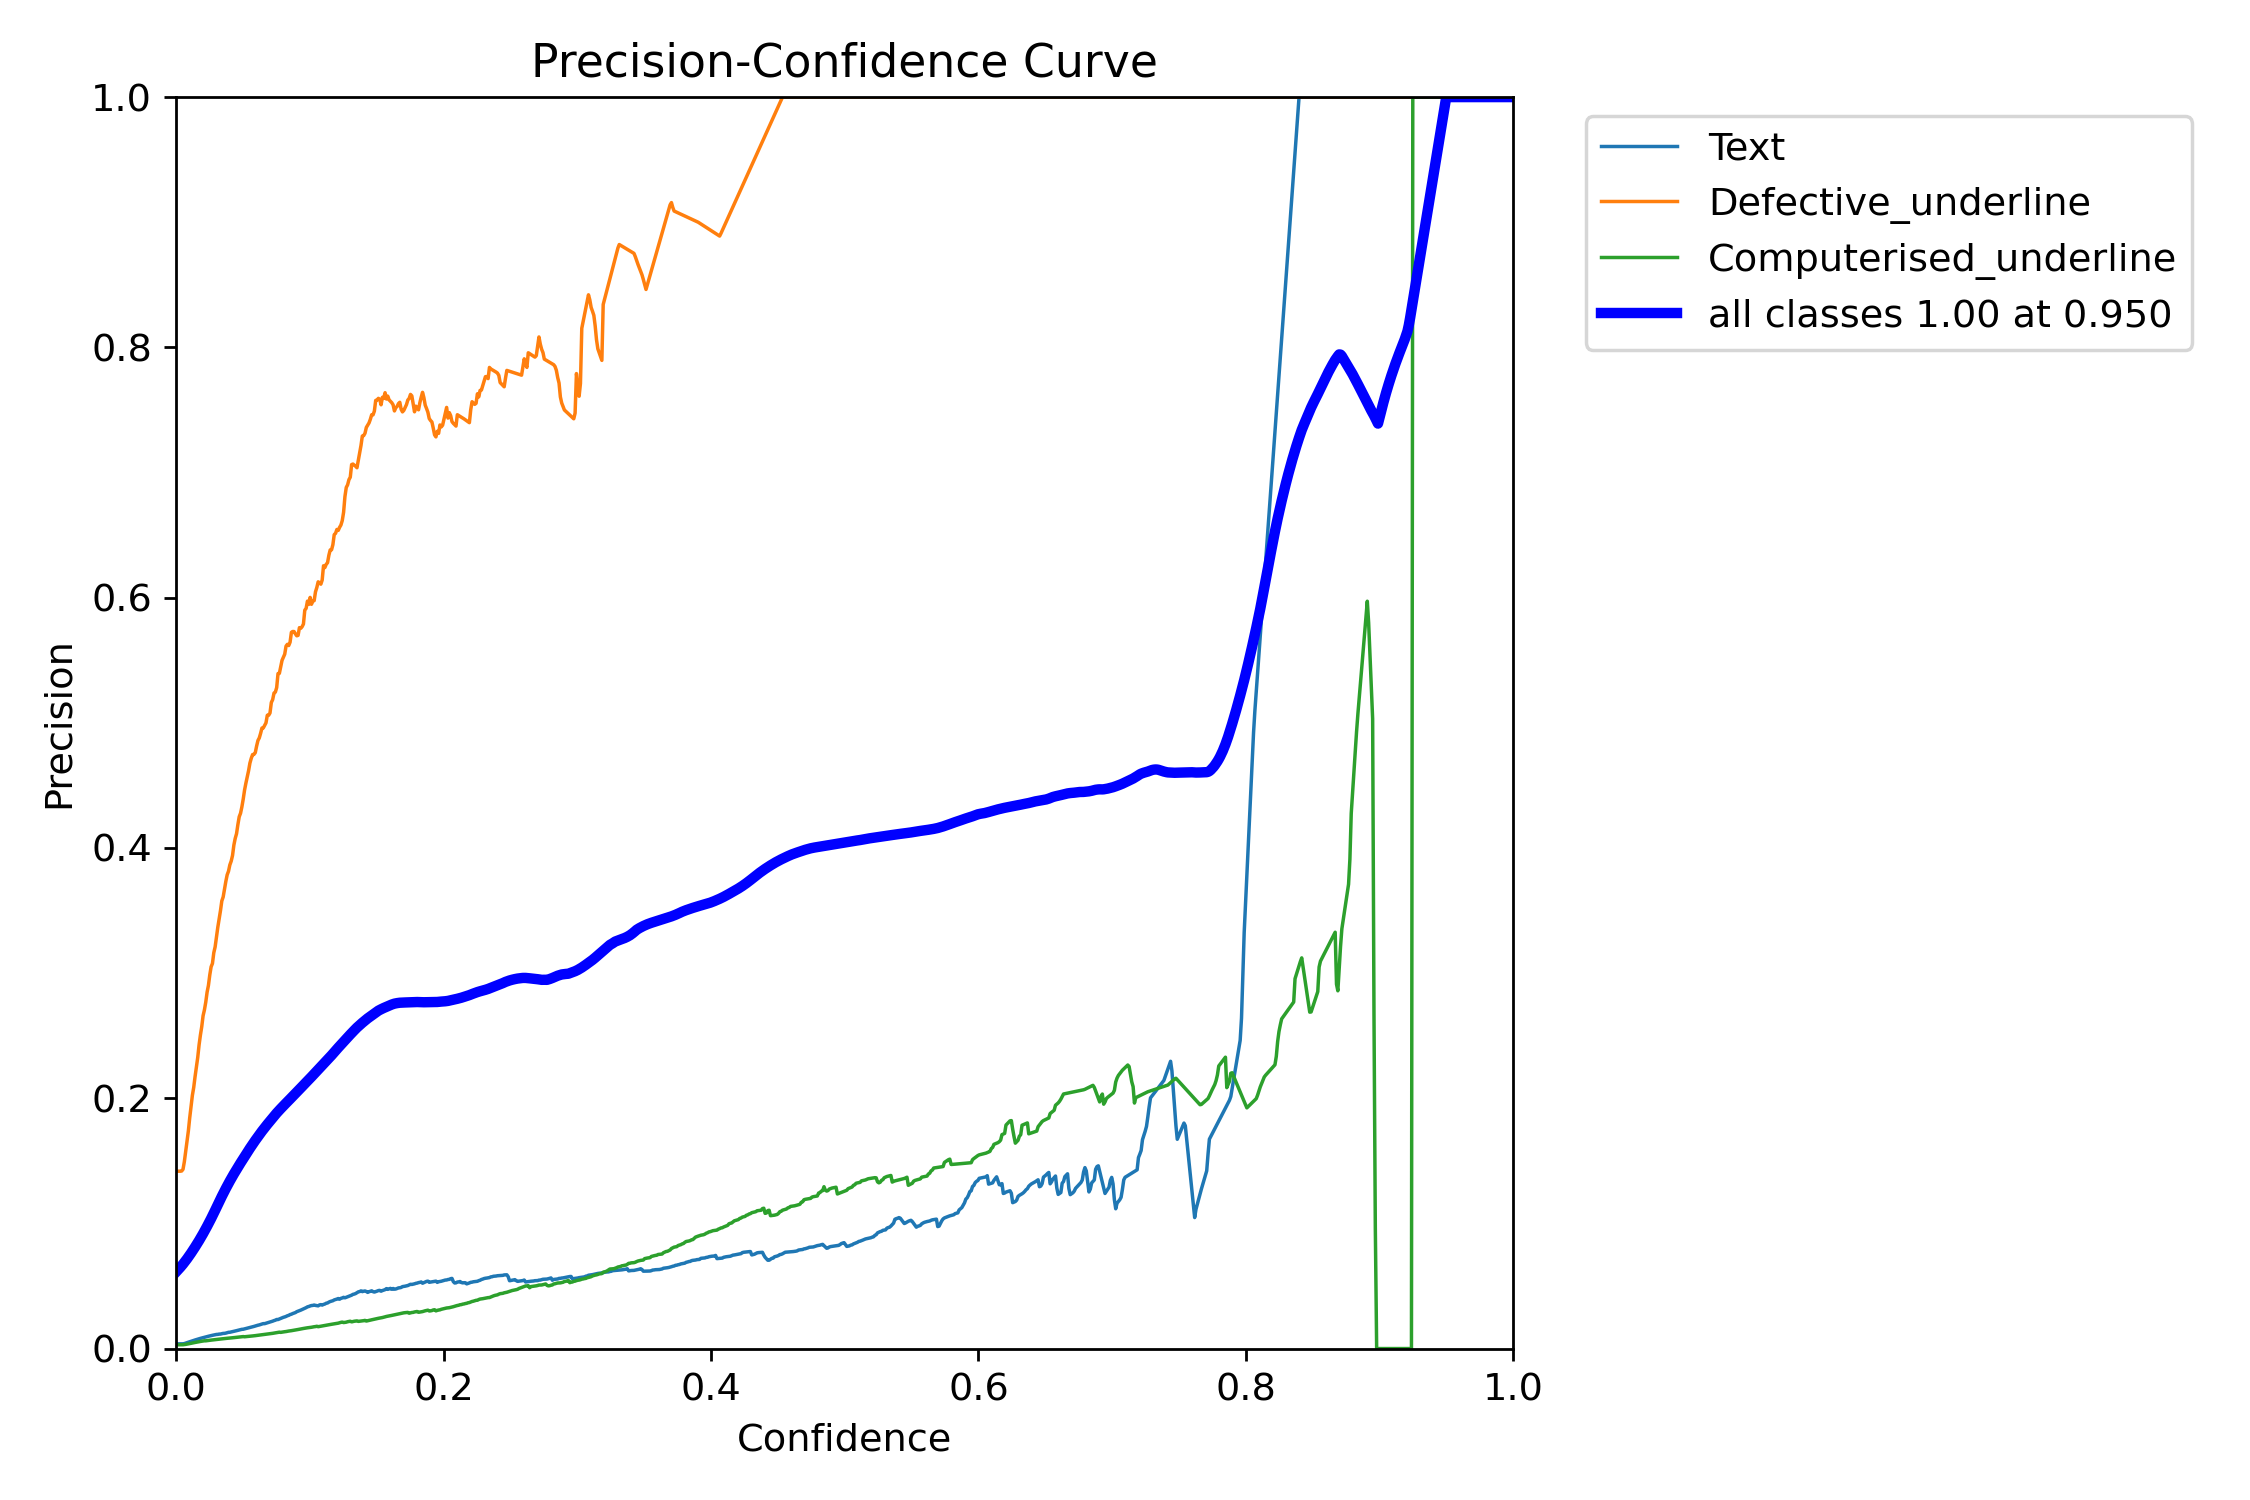 Precision-Confidence Curve
1.0
0.8
0.6
0.4
0.2
0.0
Precision
0.0 0.2 0.4 0.6 0.8 1.0
Confidence
Text
Defective_underline
Computerised_underline
all classes 1.00 at 0.950